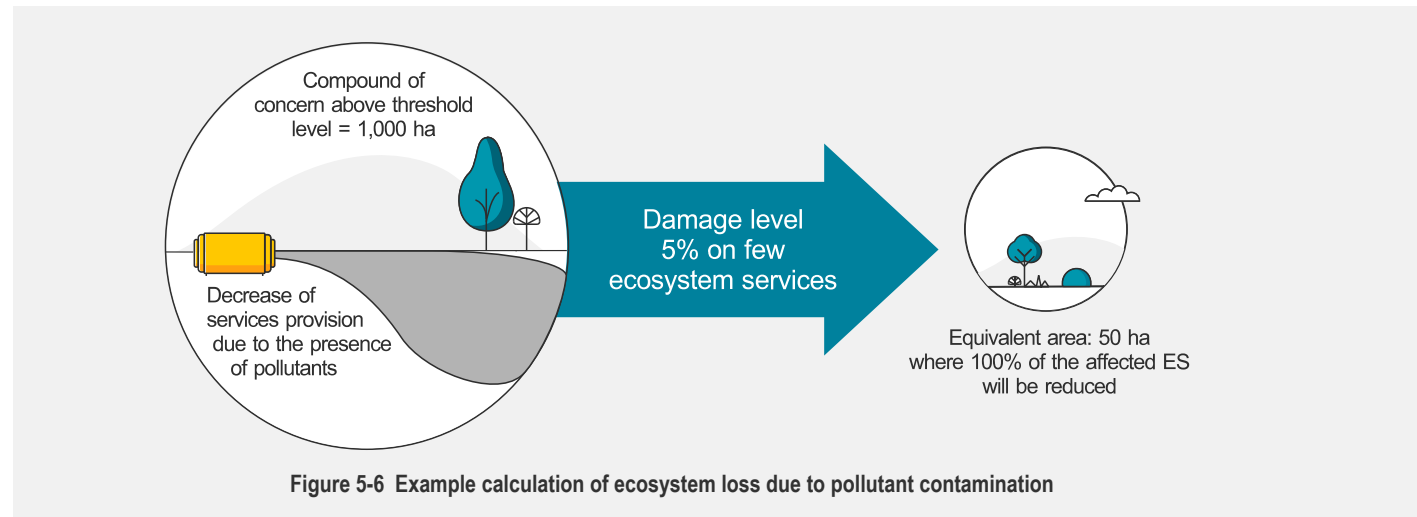 Compound of
concern above threshold
level = 1,000 ha
Decrease of
services provision
due to the presence
of pollutants
Damage level
5% on few
ecosystem services
Equivalent area: 50 ha
where 100% of the affected ES
will be reduced
Figure 5-6 Example calculation of ecosystem loss due to pollutant contamination